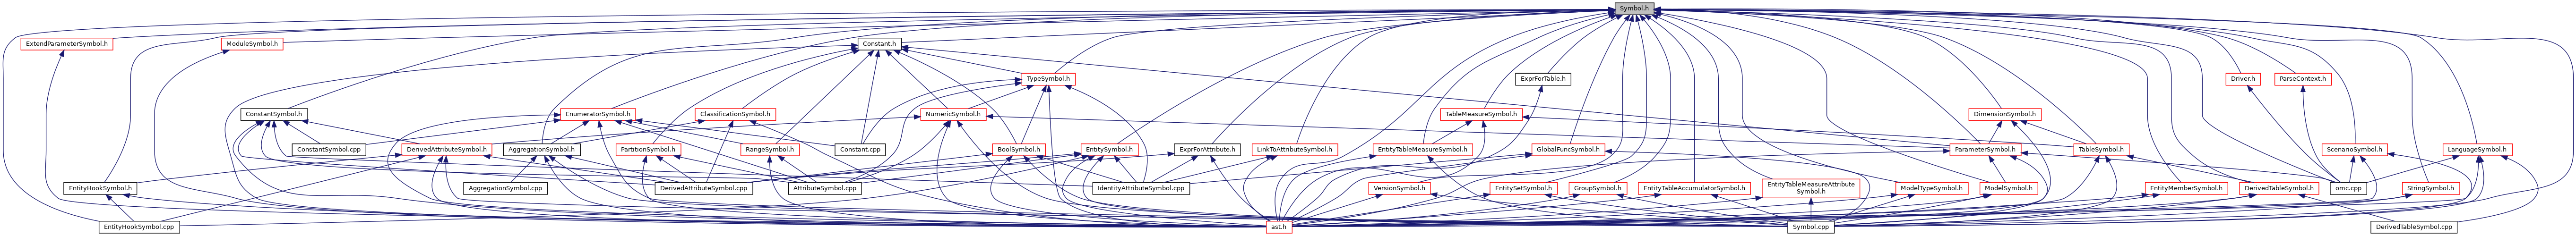 Symbol.h
ExtendParameterSymbol.h
ModuleSymbol.h
Constant.h
TypeSymbol.h
ExprForTable.h
Driver.h
ParseContext.h
ConstantSymbol.h
EnumeratorSymbol.h
ClassificationSymbol.h
NumericSymbol.h
TableMeasureSymbol.h
DimensionSymbol.h
ConstantSymbol.cpp
DerivedAttributeSymbol.h
AggregationSymbol.h
PartitionSymbol.h
RangeSymbol.h
Constant.cpp
BoolSymbol.h
EntitySymbol.h
ExprForAttribute.h
LinkToAttributeSymbol.h
EntityTableMeasureSymbol.h
GlobalFuncSymbol.h
ParameterSymbol.h
TableSymbol.h
ScenarioSymbol.h
LanguageSymbol.h
EntityHookSymbol.h
AggregationSymbol.cpp
DerivedAttributeSymbol.cpp
AttributeSymbol.cpp
IdentityAttributeSymbol.cpp
VersionSymbol.h
EntitySetSymbol.h
GroupSymbol.h
EntityTableAccumulatorSymbol.h
EntityTableMeasureAttribute
Symbol.h
ModelTypeSymbol.h
ModelSymbol.h
EntityMemberSymbol.h
DerivedTableSymbol.h
omc.cpp
StringSymbol.h
EntityHookSymbol.cpp
ast.h
Symbol.cpp
DerivedTableSymbol.cpp